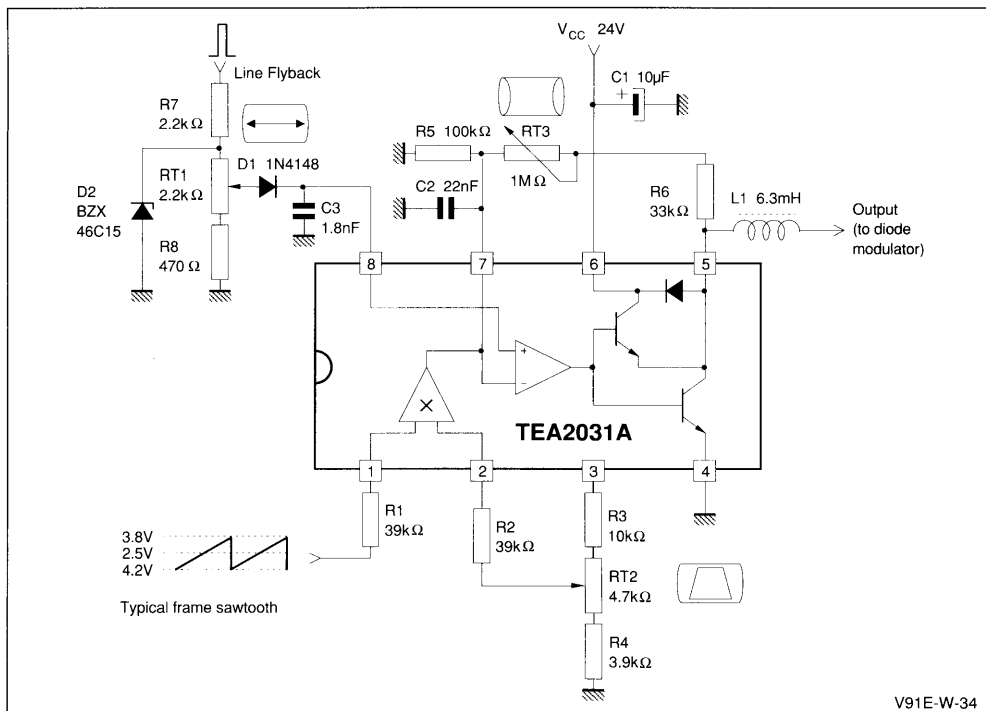 V_CC 24V
C1 10µF
+
Line Flyback
R7
2.2kΩ
R5 100kΩ
RT3
1MΩ
D1 1N4148
D2
BZX
46C15
RT1
2.2kΩ
C2 22nF
C3
1.8nF
R6
33kΩ
L1 6.3mH
Output
(to diode
modulator)
R8
470 Ω
8
7
6
5
+
−
×
TEA2031A
1
2
3
4
R1
39kΩ
R2
39kΩ
R3
10kΩ
3.8V
2.5V
4.2V
RT2
4.7kΩ
Typical frame sawtooth
R4
3.9kΩ
V91E-W-34